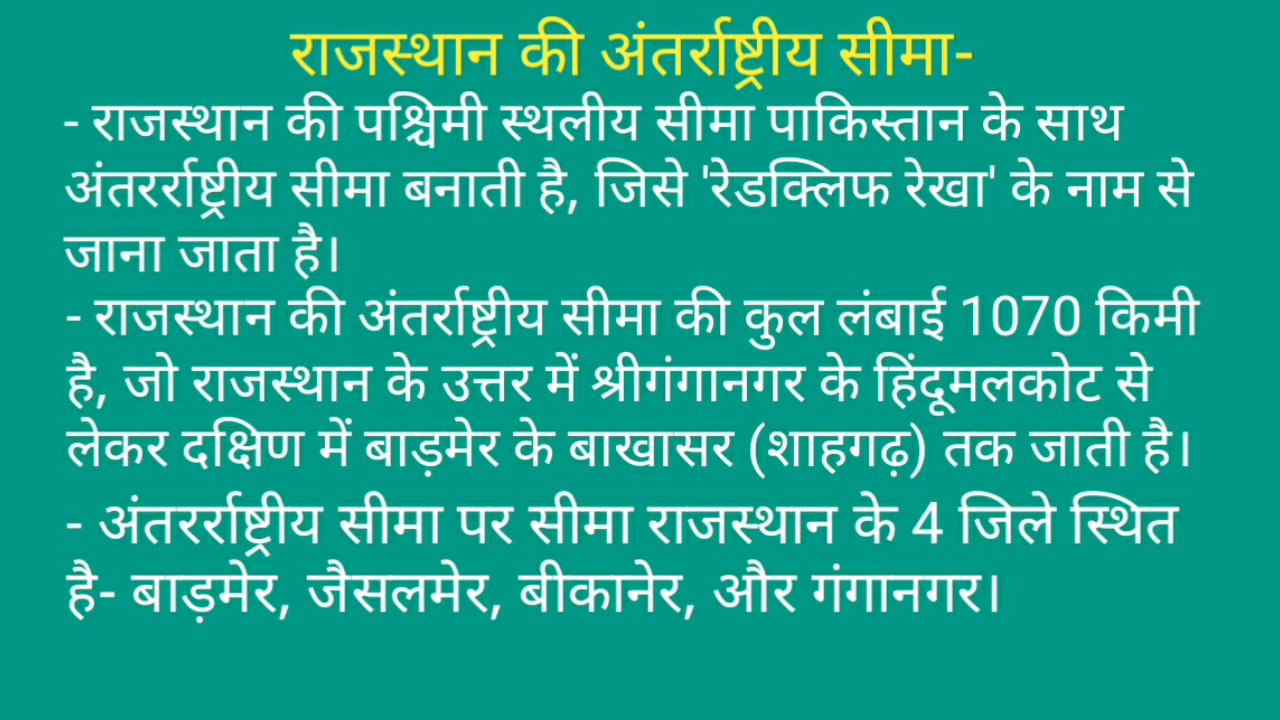 राजस्थान की अंतर्राष्ट्रीय सीमा-
- राजस्थान की पश्चिमी स्थलीय सीमा पाकिस्तान के साथ
अंतरर्राष्ट्रीय सीमा बनाती है, जिसे 'रेडक्लिफ रेखा' के नाम से
जाना जाता है।
- राजस्थान की अंतर्राष्ट्रीय सीमा की कुल लंबाई 1070 किमी
है, जो राजस्थान के उत्तर में श्रीगंगानगर के हिंदूमलकोट से
लेकर दक्षिण में बाड़मेर के बाखासर (शाहगढ़) तक जाती है।
- अंतरर्राष्ट्रीय सीमा पर सीमा राजस्थान के 4 जिले स्थित
है- बाड़मेर, जैसलमेर, बीकानेर, और गंगानगर।